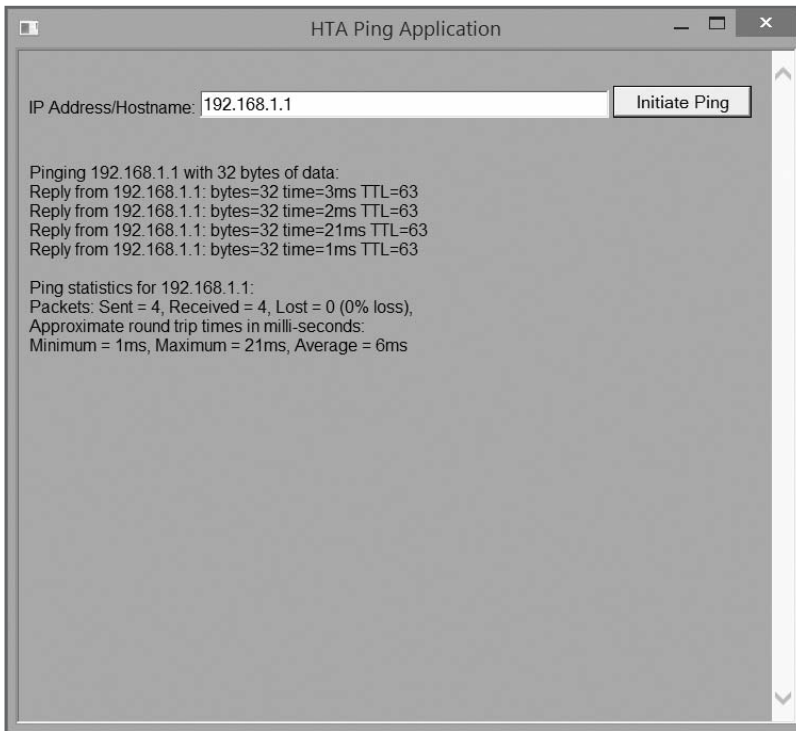 HTA Ping Application
IP Address/Hostname: 192.168.1.1 Initiate Ping
Pinging 192.168.1.1 with 32 bytes of data:
Reply from 192.168.1.1: bytes=32 time=3ms TTL=63
Reply from 192.168.1.1: bytes=32 time=2ms TTL=63
Reply from 192.168.1.1: bytes=32 time=21ms TTL=63
Reply from 192.168.1.1: bytes=32 time=1ms TTL=63
Ping statistics for 192.168.1.1:
Packets: Sent = 4, Received = 4, Lost = 0 (0% loss),
Approximate round trip times in milli-seconds:
Minimum = 1ms, Maximum = 21ms, Average = 6ms